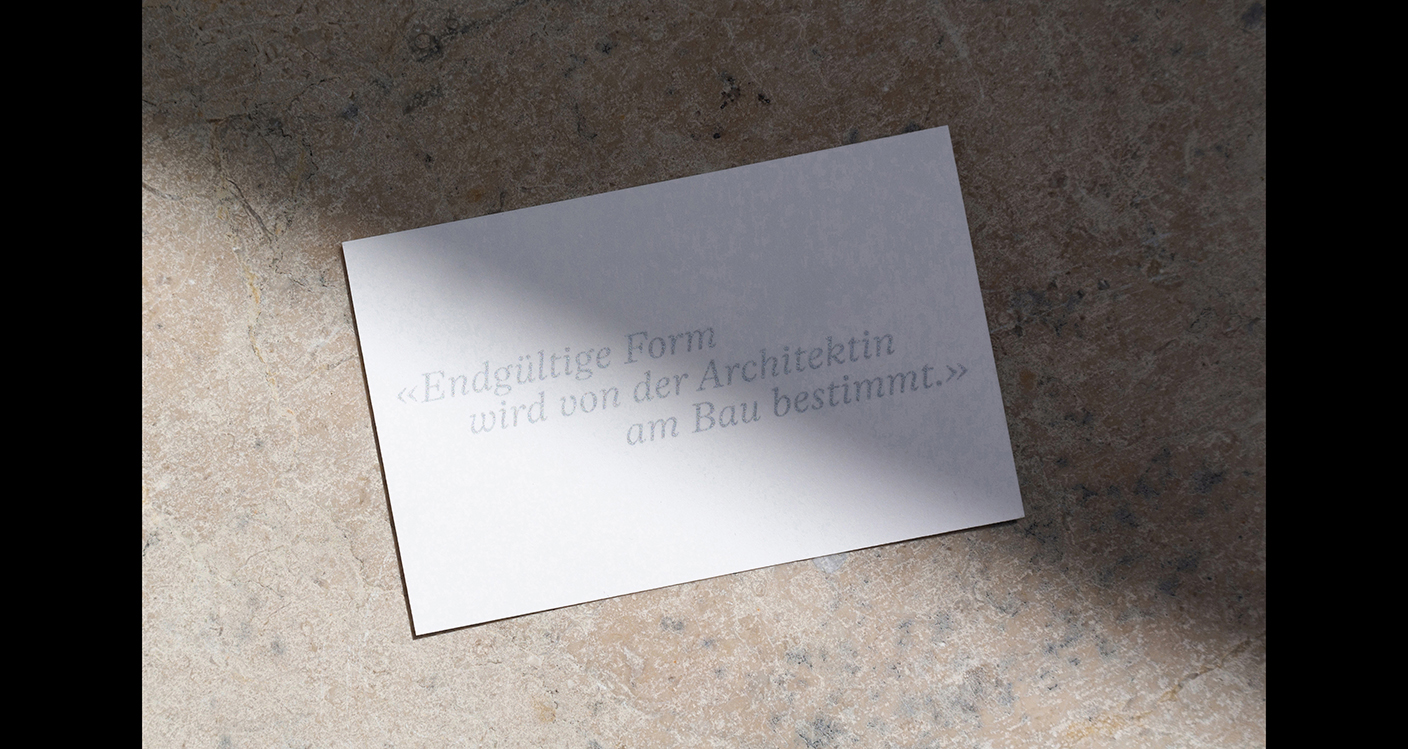 «Endgültige Form
wird von der Architektin
am Bau bestimmt.»